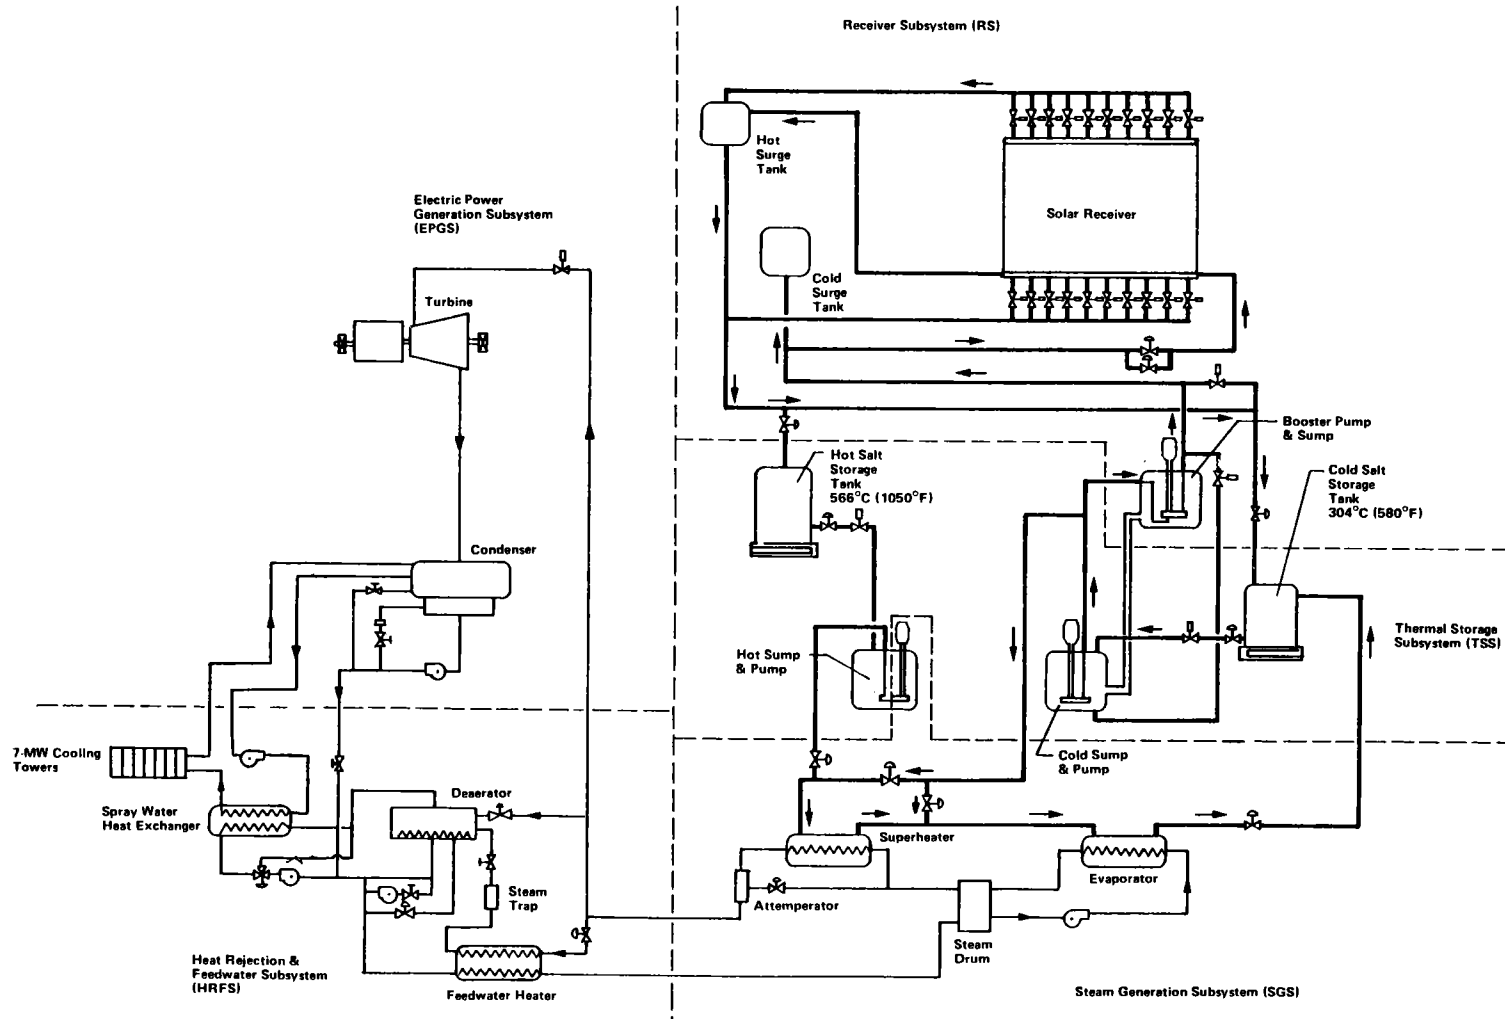 Receiver Subsystem (RS)
Hot
Surge
Tank
Solar Receiver
Electric Power
Generation Subsystem
(EPGS)
Cold
Surge
Tank
Turbine
Booster Pump
& Sump
Hot Salt
Storage
Tank
566°C (1050°F)
Cold Salt
Storage
Tank
304°C (580°F)
Condenser
Thermal Storage
Subsystem (TSS)
Hot Sump
& Pump
Cold Sump
& Pump
7-MW Cooling
Towers
Deaerator
Spray Water
Heat Exchanger
Superheater
Evaporator
Steam
Trap
Attemperator
Steam
Drum
Heat Rejection &
Feedwater Subsystem
(HRFS)
Feedwater Heater
Steam Generation Subsystem (SGS)